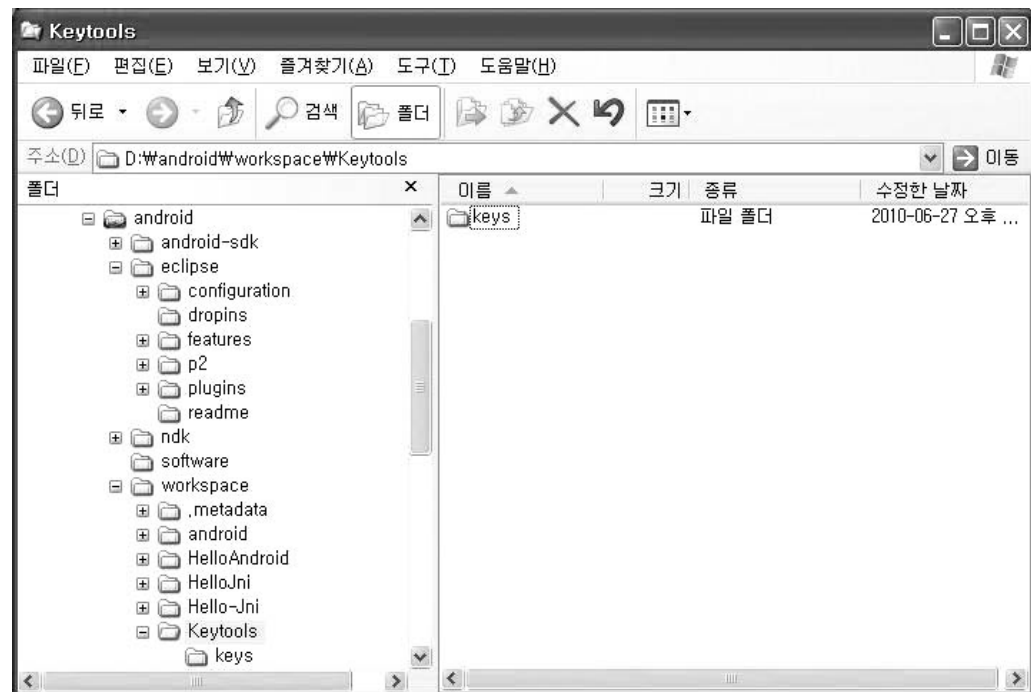 Keytools
파일(F) 편집(E) 보기(V) 즐겨찾기(A) 도구(T) 도움말(H)
뒤로 검색 폴더
주소(D) D:₩android₩workspace₩Keytools 이동
폴더
이름 크기 종류 수정한 날짜
android
android-sdk
eclipse
configuration
dropins
features
p2
plugins
readme
ndk
software
workspace
.metadata
android
HelloAndroid
HelloJni
Hello-Jni
Keytools
keys
keys 파일 폴더 2010-06-27 오후 ...